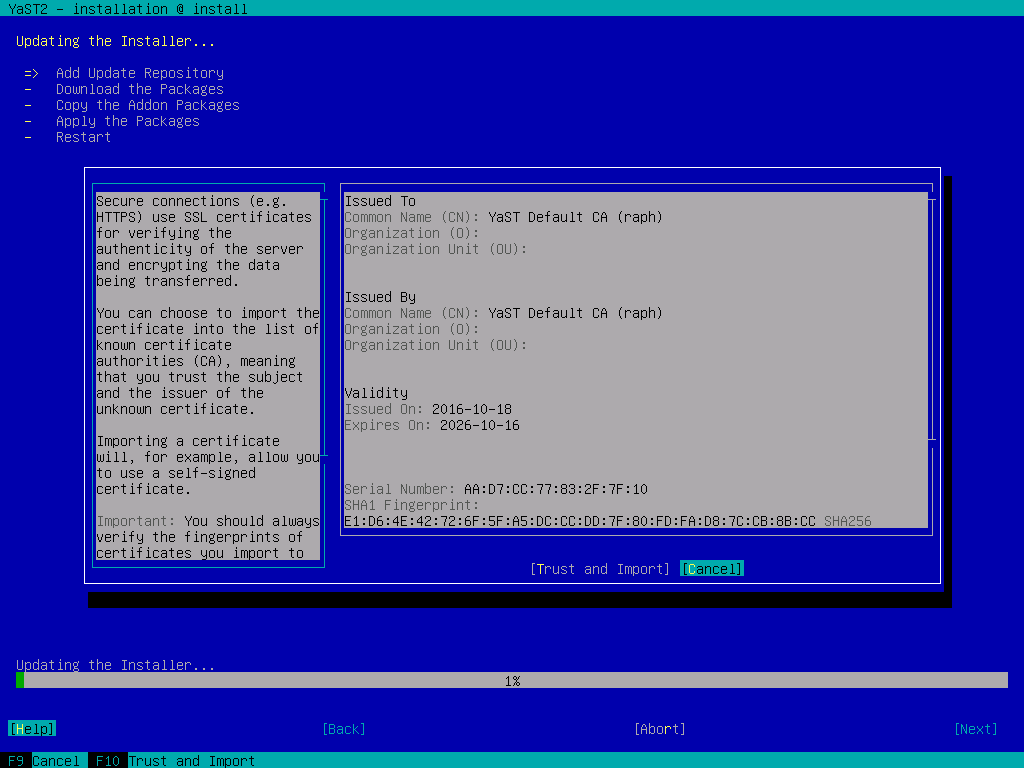 YaST2 - installation @ install
Updating the Installer...
=> Add Update Repository
- Download the Packages
- Copy the Addon Packages
- Apply the Packages
- Restart
Secure connections (e.g.
HTTPS) use SSL certificates
for verifying the
authenticity of the server
and encrypting the data
being transferred.
You can choose to import the
certificate into the list of
known certificate
authorities (CA), meaning
that you trust the subject
and the issuer of the
unknown certificate.
Importing a certificate
will, for example, allow you
to use a self-signed
certificate.
Important: You should always
verify the fingerprints of
certificates you import to
Issued To
Common Name (CN): YaST Default CA (raph)
Organization (O):
Organization Unit (OU):
Issued By
Common Name (CN): YaST Default CA (raph)
Organization (O):
Organization Unit (OU):
Validity
Issued On: 2016-10-18
Expires On: 2026-10-16
Serial Number: AA:D7:CC:77:83:2F:7F:10
SHA1 Fingerprint:
E1:D6:4E:42:72:6F:5F:A5:DC:CC:DD:7F:80:FD:FA:D8:7C:CB:8B:CC SHA256
[Trust and Import] [Cancel]
Updating the Installer...
1%
[Help] [Back] [Abort] [Next]
F9 Cancel F10 Trust and Import